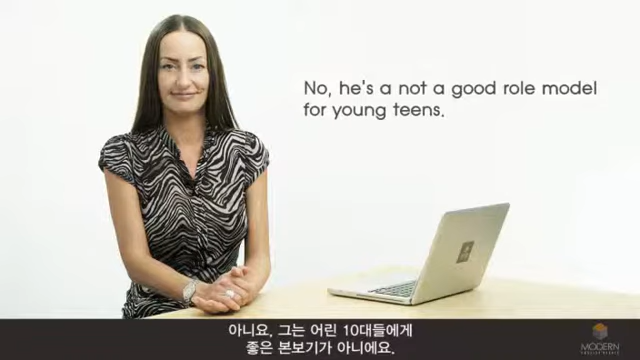 No, he's a not a good role model
for young teens.
아니요, 그는 어린 10대들에게
좋은 본보기가 아니에요.
MODERN